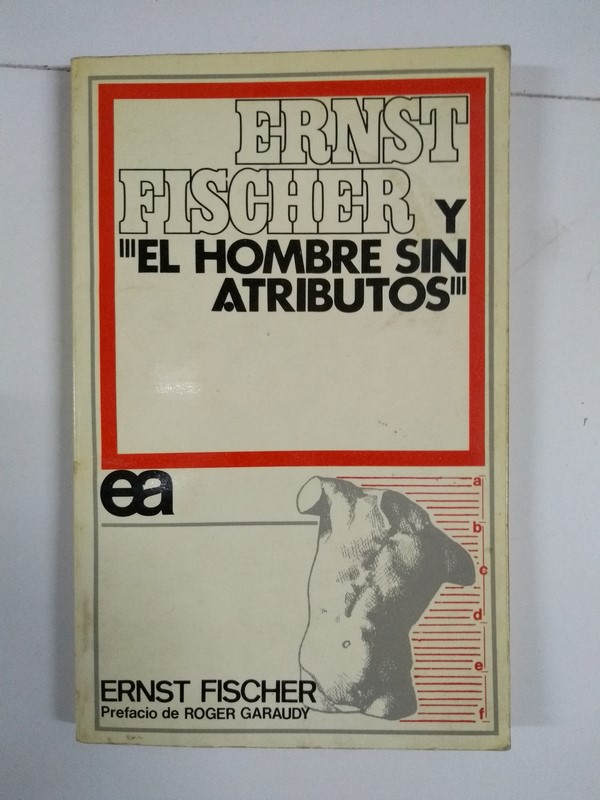 ERNST
FISCHER Y
"EL HOMBRE SIN
ATRIBUTOS"
ea
a
b
c
d
e
f
ERNST FISCHER
Prefacio de ROGER GARAUDY